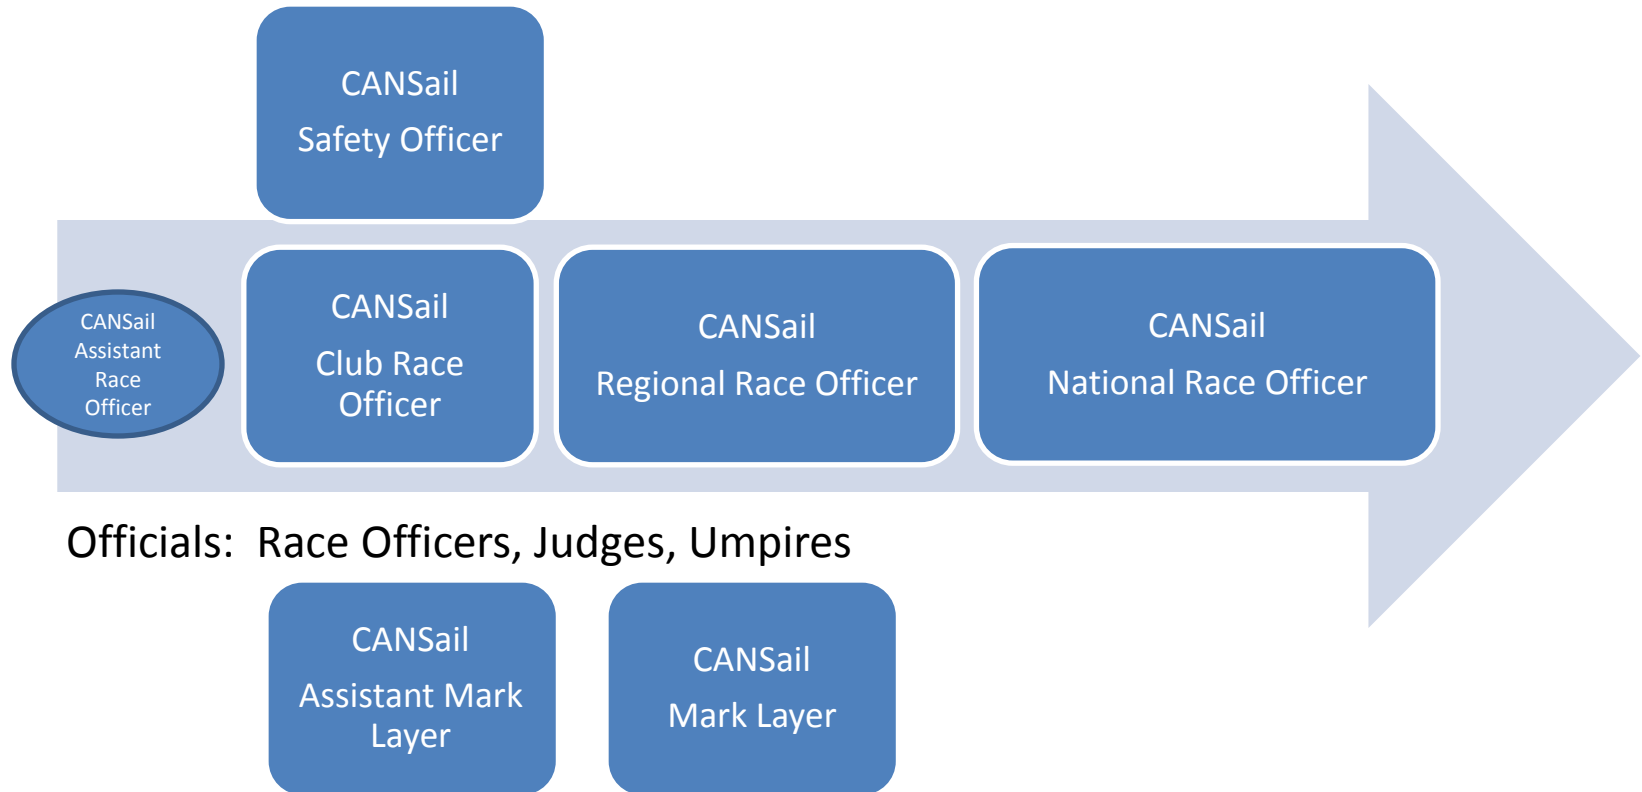 CANSail
Safety Officer
CANSail
Assistant
Race
Officer
CANSail
Club Race
Officer
CANSail
Regional Race Officer
CANSail
National Race Officer
Officials:  Race Officers, Judges, Umpires
CANSail
Assistant Mark
Layer
CANSail
Mark Layer